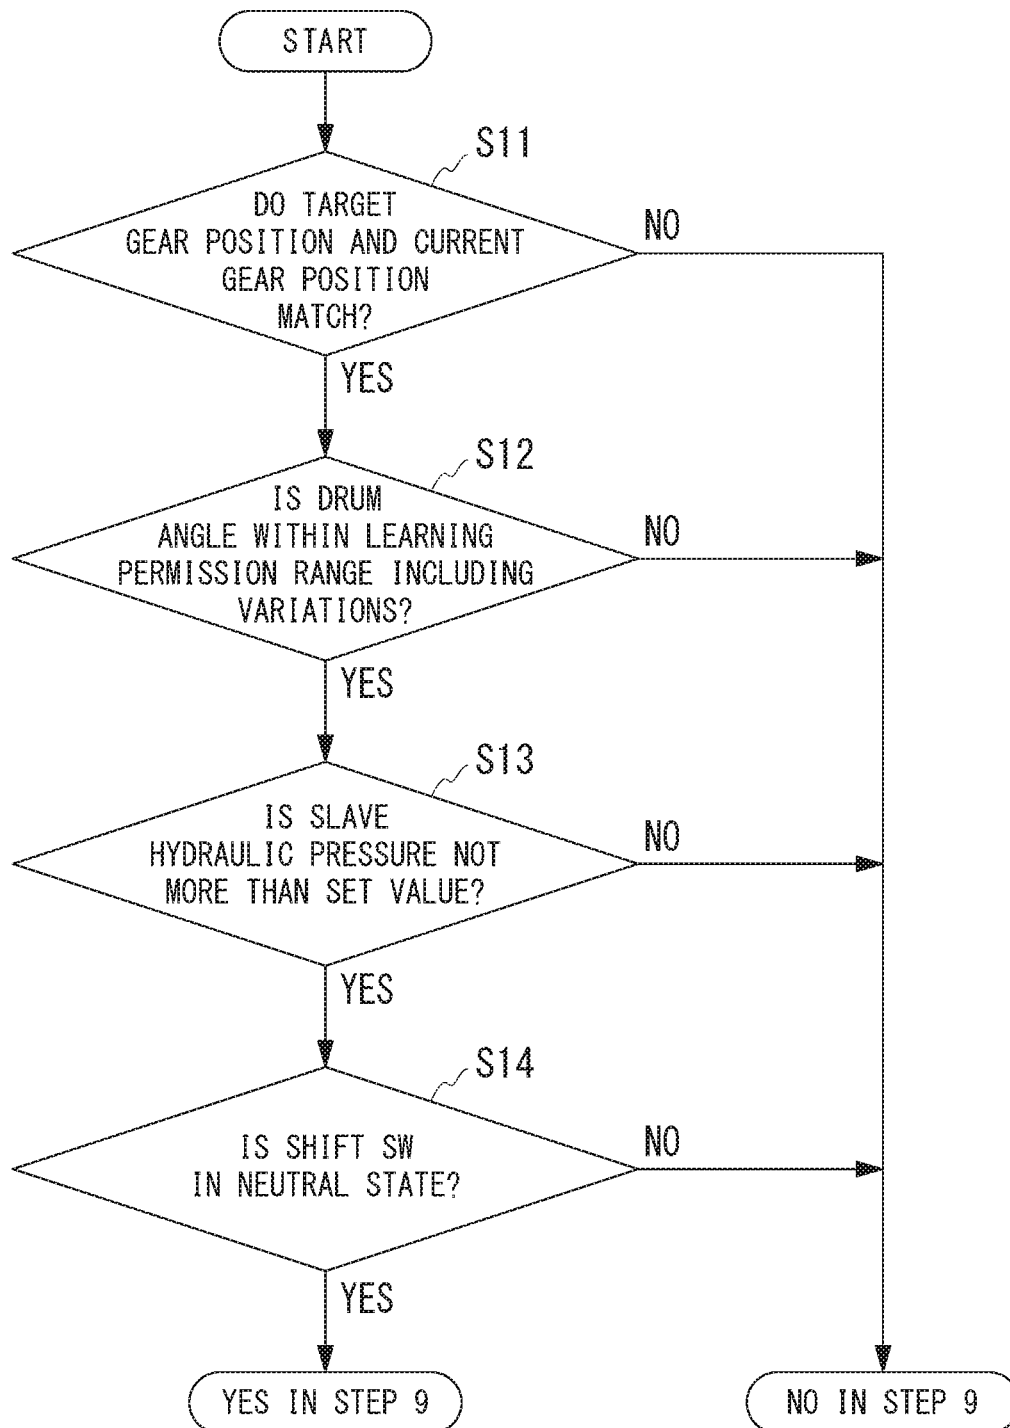 START
S11
DO TARGET
GEAR POSITION AND CURRENT
GEAR POSITION
MATCH?
NO
YES
S12
IS DRUM
ANGLE WITHIN LEARNING
PERMISSION RANGE INCLUDING
VARIATIONS?
NO
YES
S13
IS SLAVE
HYDRAULIC PRESSURE NOT
MORE THAN SET VALUE?
NO
YES
S14
IS SHIFT SW
IN NEUTRAL STATE?
NO
YES
YES IN STEP 9
NO IN STEP 9